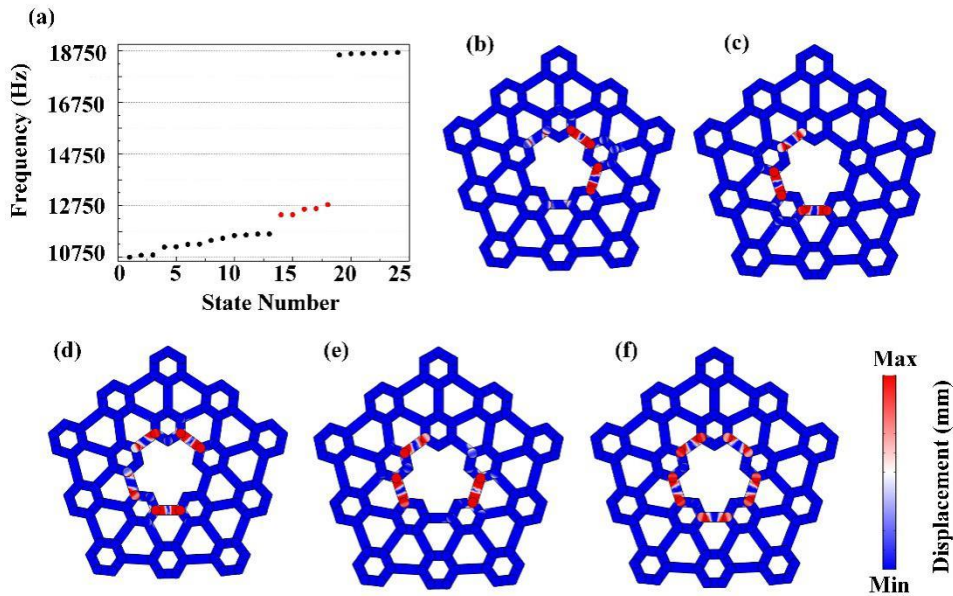 (a)
18750
16750
14750
12750
10750
Frequency (Hz)
0 5 10 15 20 25
State Number
(b)
(c)
(d)
(e)
(f)
Max
Displacement (mm)
Min